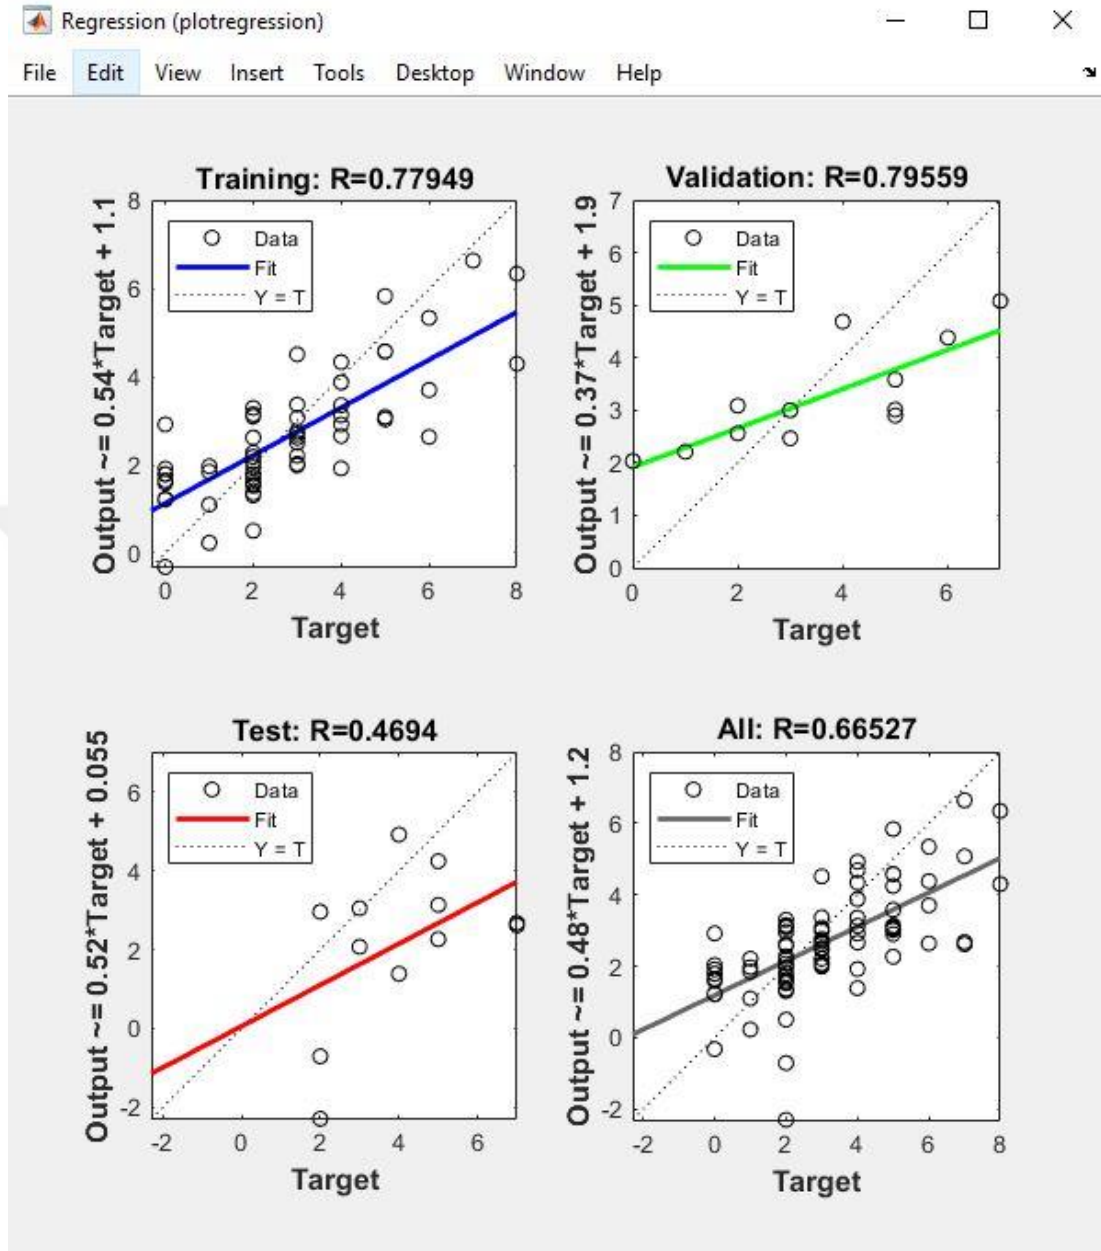 Regression (plotregression)
File Edit View Insert Tools Desktop Window Help
Training: R=0.77949
Output ~= 0.54*Target + 1.1
8
6
4
2
0
Data
Fit
Y = T
0 2 4 6 8
Target
Validation: R=0.79559
Output ~= 0.37*Target + 1.9
7
6
5
4
3
2
1
0
Data
Fit
Y = T
0 2 4 6
Target
Test: R=0.4694
Output ~= 0.52*Target + 0.055
6
4
2
0
-2
Data
Fit
Y = T
-2 0 2 4 6
Target
All: R=0.66527
Output ~= 0.48*Target + 1.2
8
6
4
2
0
-2
Data
Fit
Y = T
-2 0 2 4 6 8
Target